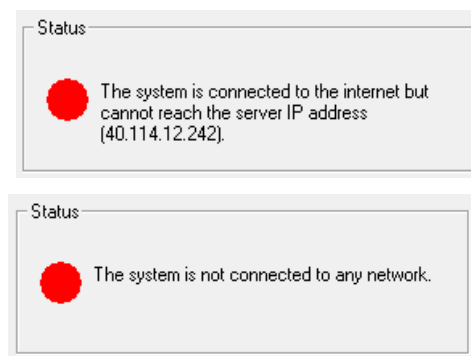 Status
The system is connected to the internet but
cannot reach the server IP address
(40.114.12.242).
Status
The system is not connected to any network.